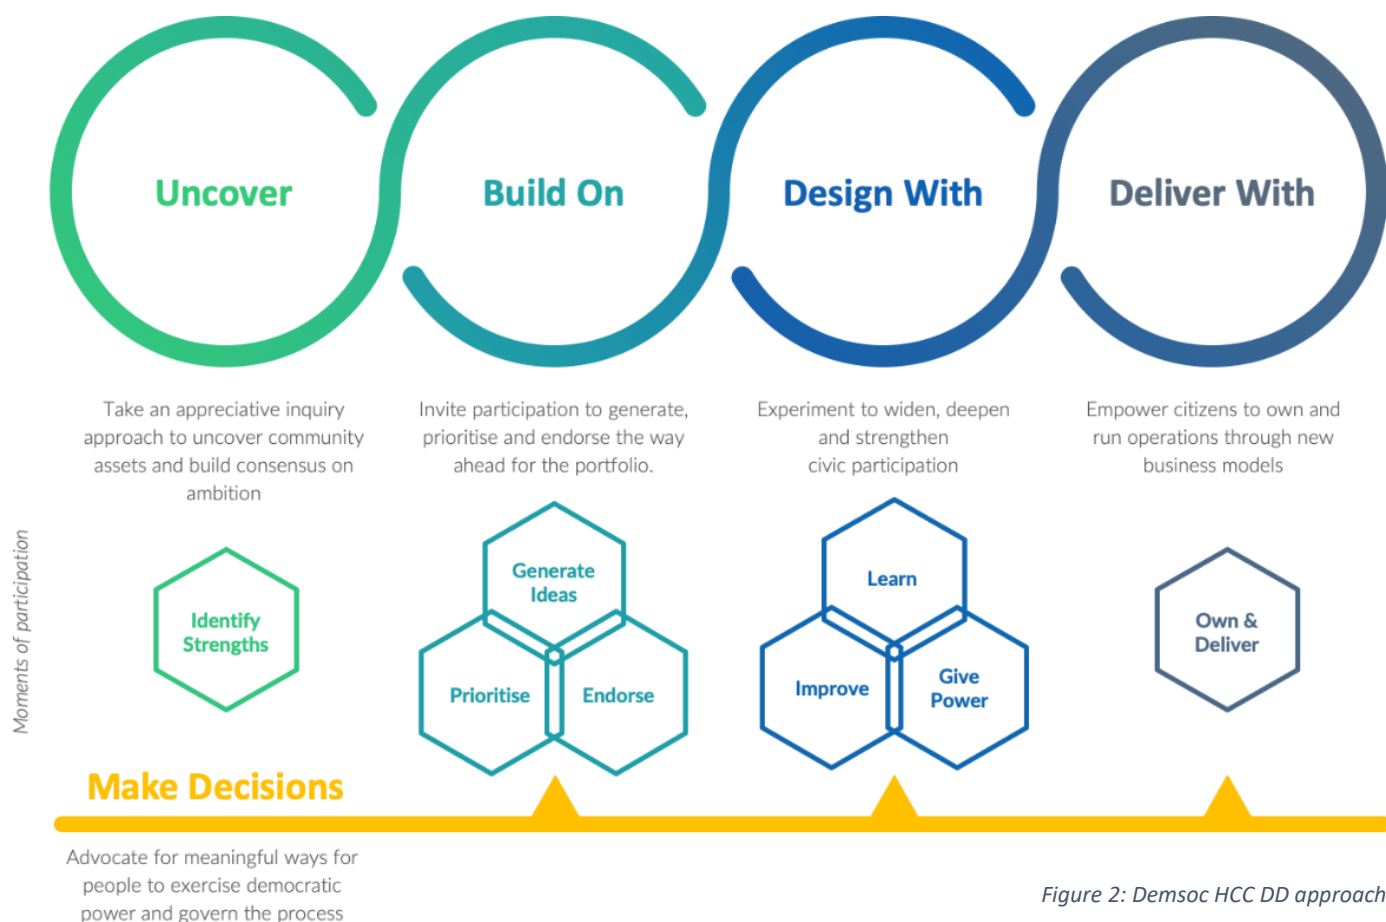 Uncover
Build On
Design With
Deliver With
Take an appreciative inquiry
approach to uncover community
assets and build consensus on
ambition
Invite participation to generate,
prioritise and endorse the way
ahead for the portfolio.
Experiment to widen, deepen
and strengthen
civic participation
Empower citizens to own and
run operations through new
business models
Moments of participation
Identify
Strengths
Generate
Ideas
Prioritise
Endorse
Learn
Improve
Give
Power
Own &
Deliver
Make Decisions
Advocate for meaningful ways for
people to exercise democratic
power and govern the process
Figure 2: Demsoc HCC DD approach